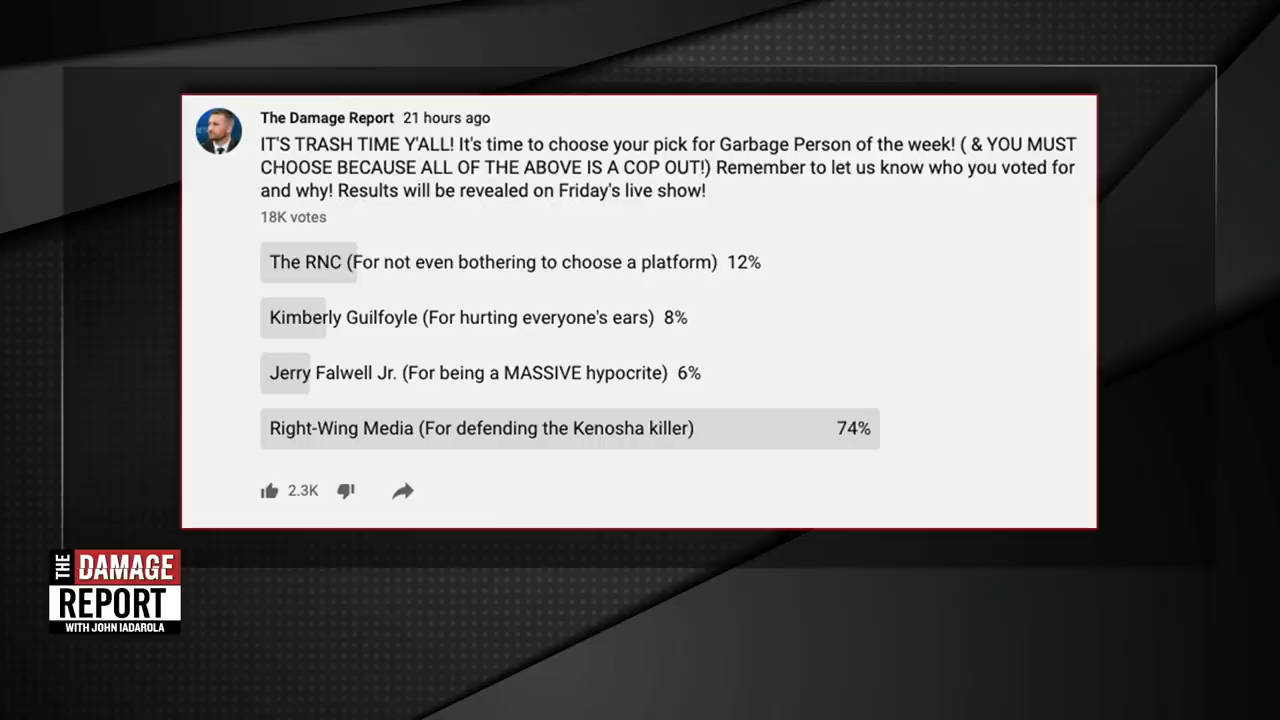 The Damage Report 21 hours ago
IT'S TRASH TIME Y'ALL! It's time to choose your pick for Garbage Person of the week! ( & YOU MUST
CHOOSE BECAUSE ALL OF THE ABOVE IS A COP OUT!) Remember to let us know who you voted for
and why! Results will be revealed on Friday's live show!
18K votes
The RNC (For not even bothering to choose a platform) 12%
Kimberly Guilfoyle (For hurting everyone's ears) 8%
Jerry Falwell Jr. (For being a MASSIVE hypocrite) 6%
Right-Wing Media (For defending the Kenosha killer) 74%
2.3K
THE DAMAGE
REPORT
WITH JOHN IADAROLA